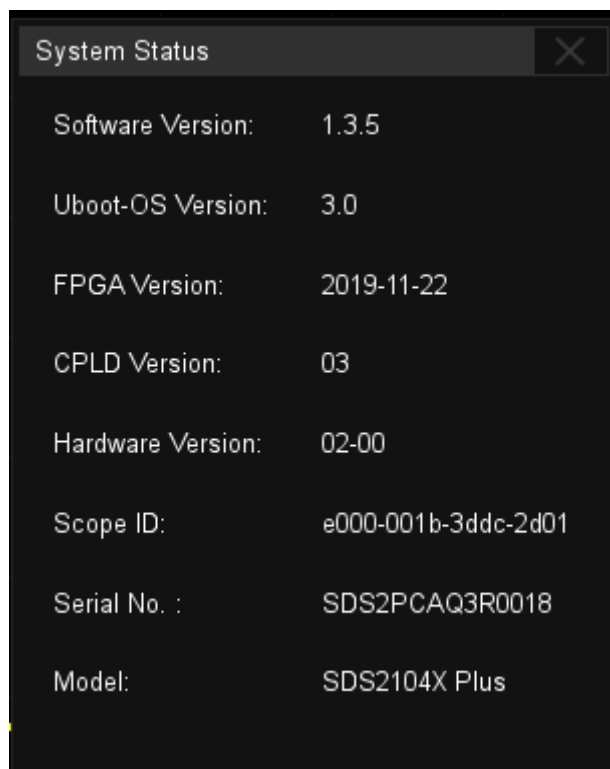 System Status
Software Version: 1.3.5
Uboot-OS Version: 3.0
FPGA Version: 2019-11-22
CPLD Version: 03
Hardware Version: 02-00
Scope ID: e000-001b-3ddc-2d01
Serial No. : SDS2PCAQ3R0018
Model: SDS2104X Plus